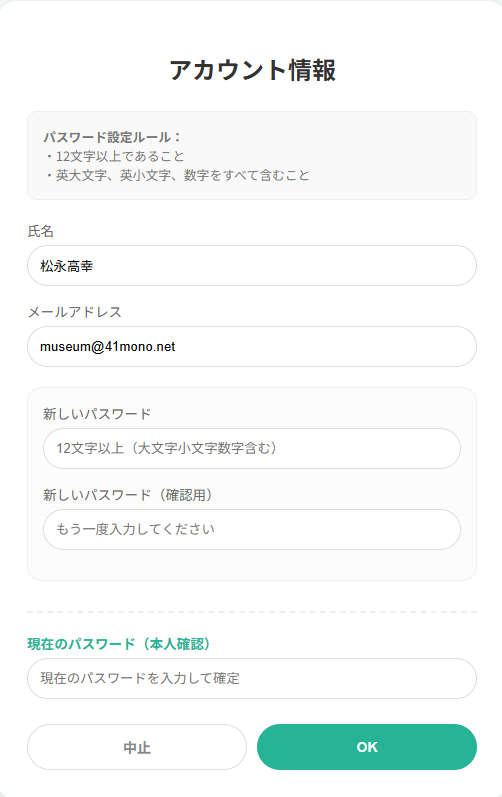 アカウント情報
パスワード設定ルール：
・12文字以上であること
・英大文字、英小文字、数字をすべて含むこと
氏名
松永高幸
メールアドレス
museum@41mono.net
新しいパスワード
12文字以上（大文字小文字数字含む）
新しいパスワード（確認用）
もう一度入力してください
現在のパスワード（本人確認）
現在のパスワードを入力して確定
中止
OK